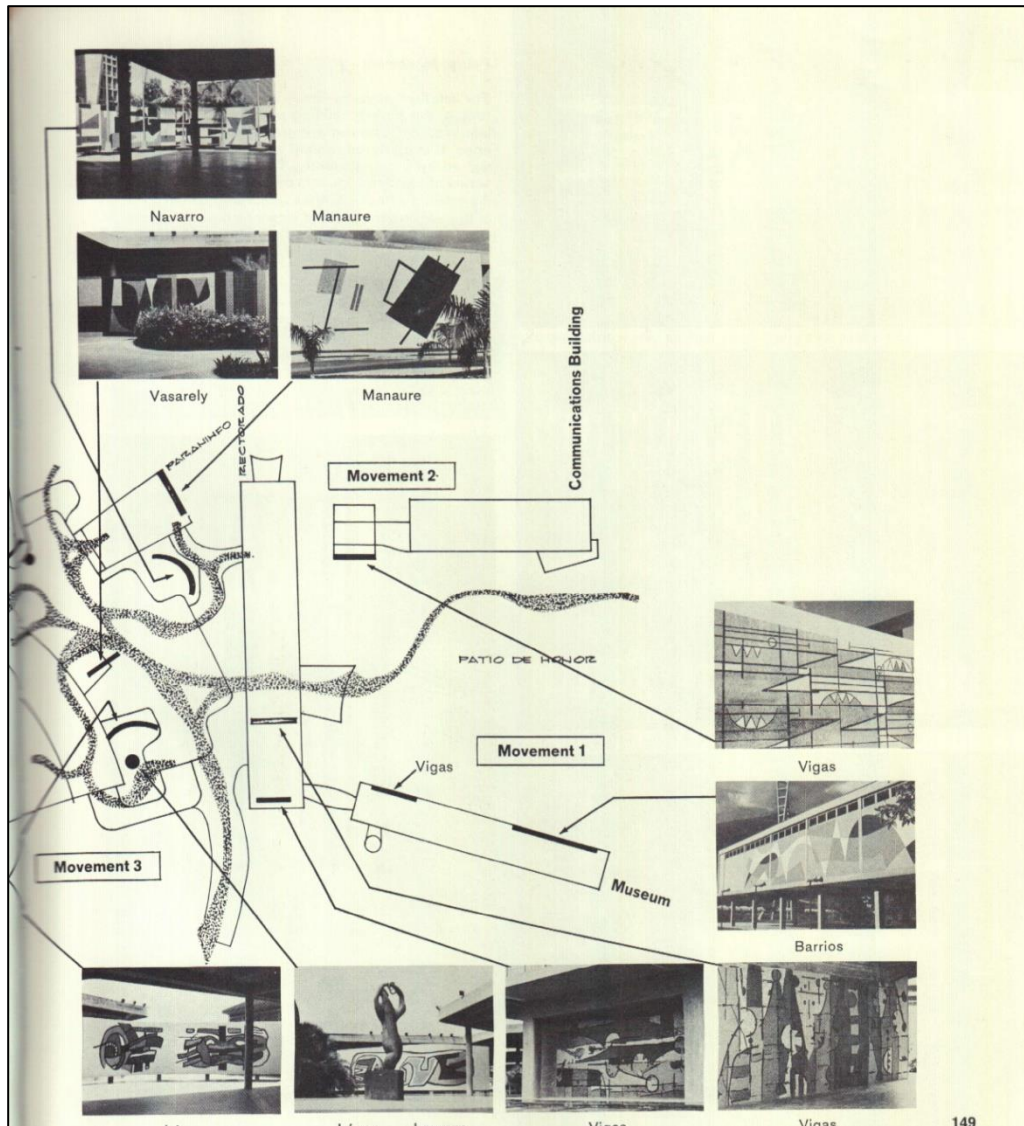 Navarro
Manaure
Vasarely
Manaure
Communications Building
PARANINFO
RECTORADO
Movement 2
PATIO DE HONOR
Vigas
Movement 1
Vigas
Barrios
Movement 3
Museum
Vigas
Vigas
149